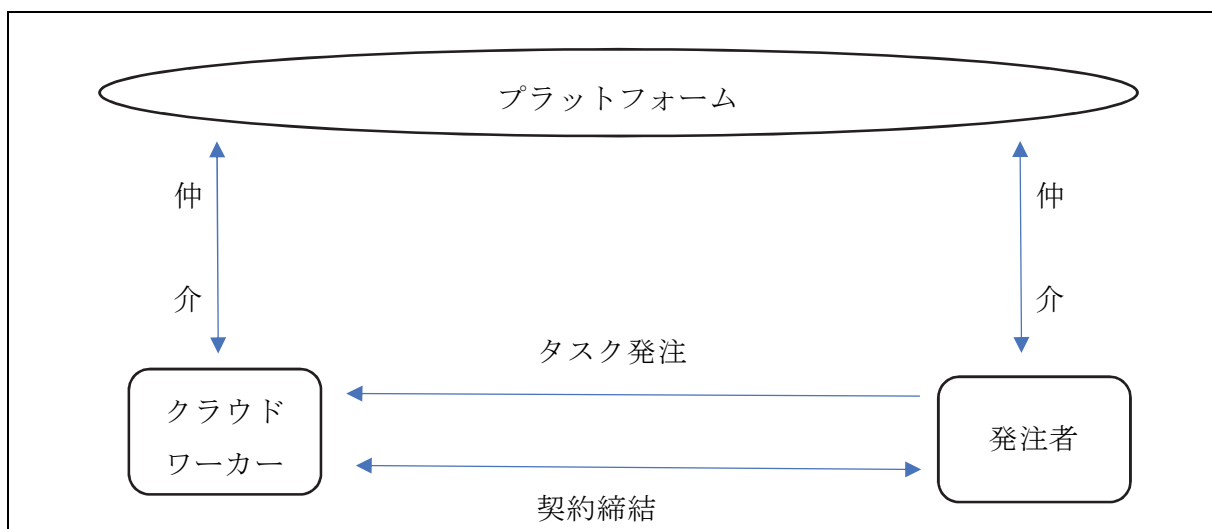 プラットフォーム
仲
介
仲
介
タスク発注
クラウド
ワーカー
発注者
契約締結